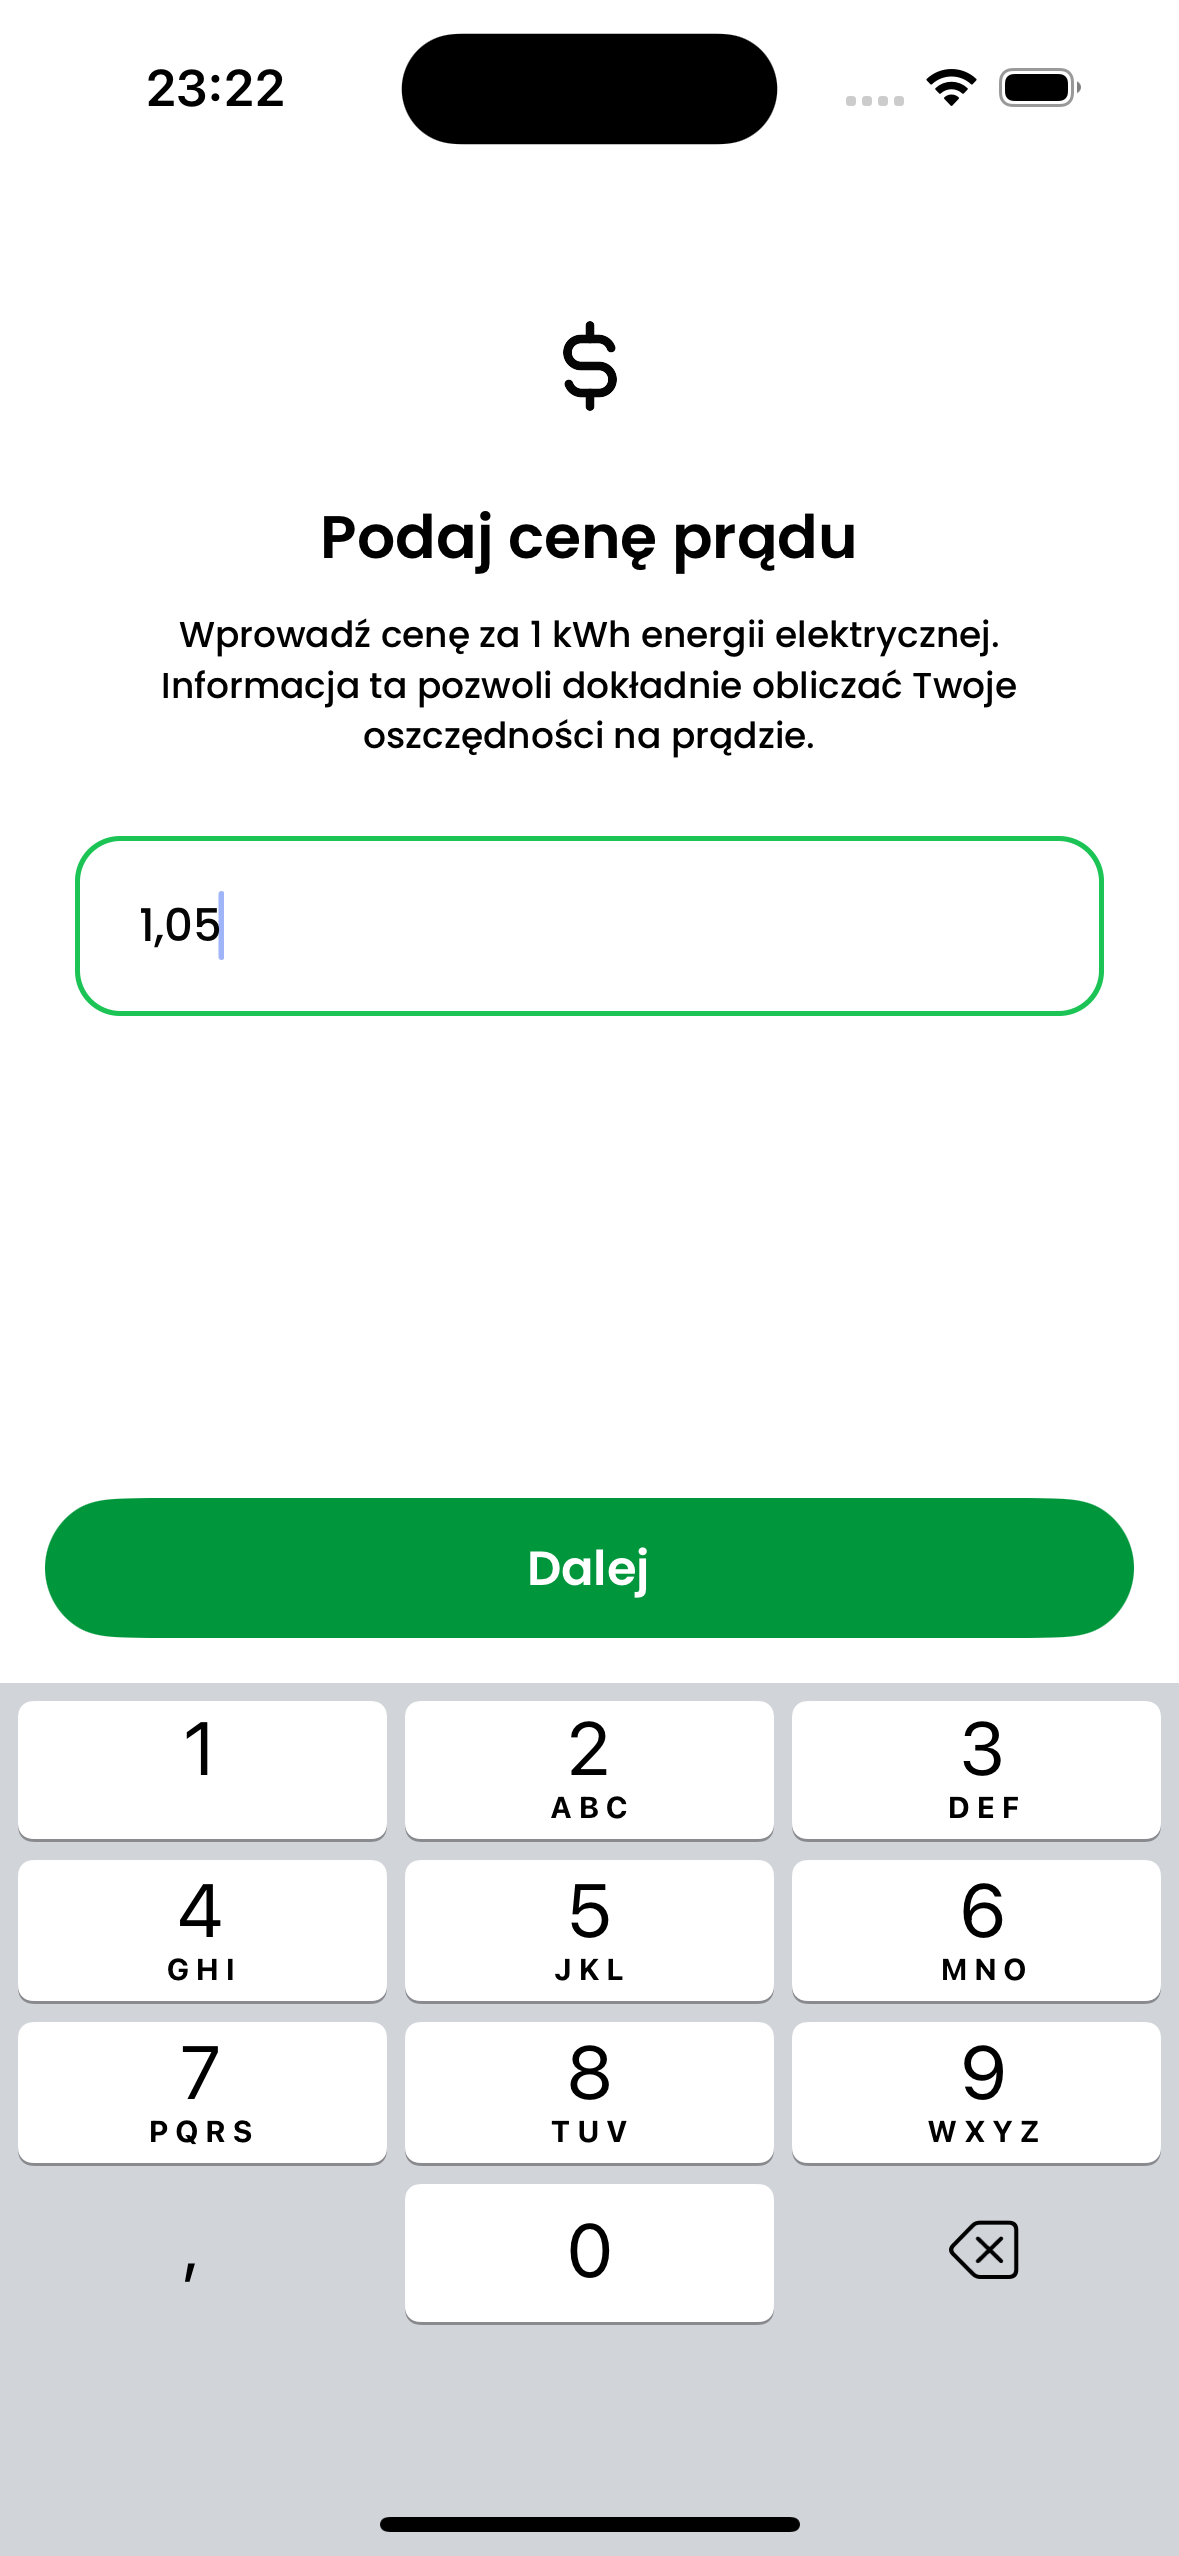 23:22
$
Podaj cenę prądu
Wprowadź cenę za 1 kWh energii elektrycznej.
Informacja ta pozwoli dokładnie obliczać Twoje
oszczędności na prądzie.
1,05
Dalej
1 2 3
ABC DEF
4 5 6
GHI JKL MNO
7 8 9
PQRS TUV WXYZ
, 0